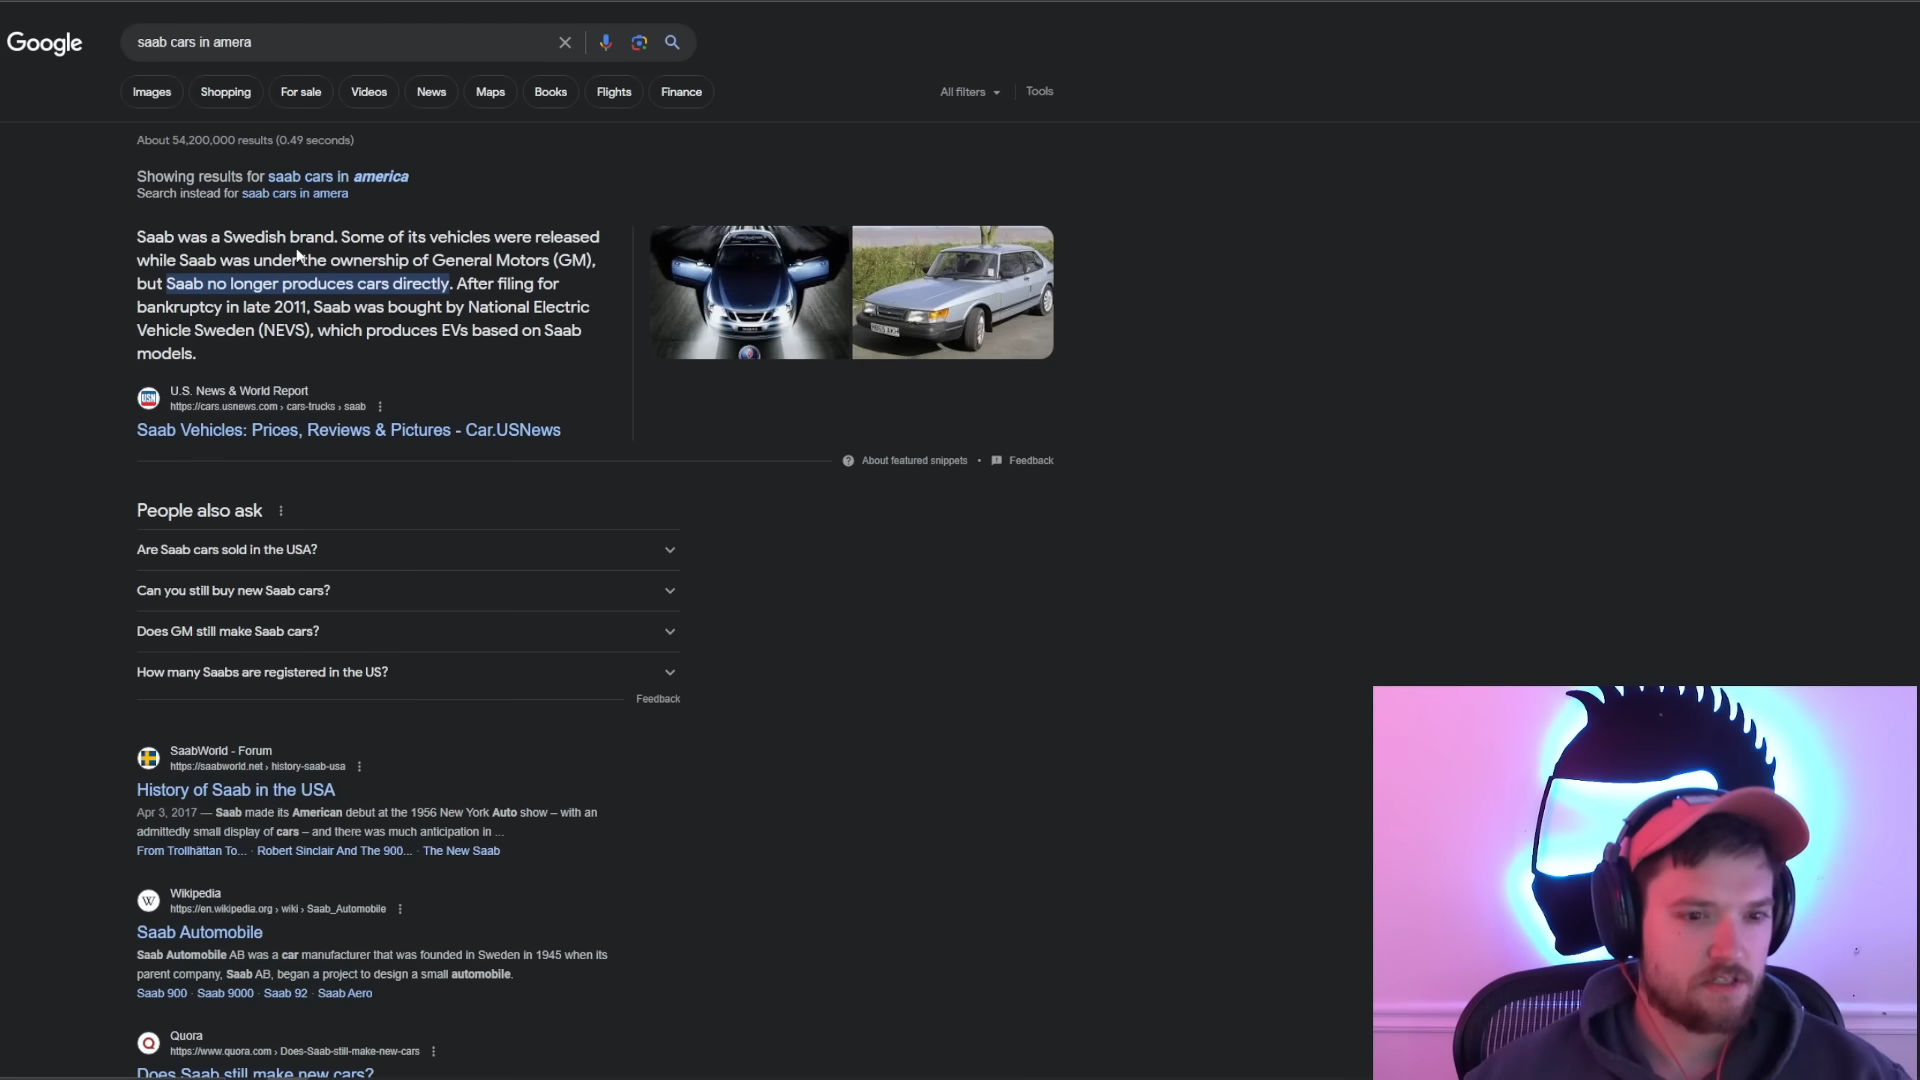 Google
saab cars in amera
Images
Shopping
For sale
Videos
News
Maps
Books
Flights
Finance
All filters
Tools
About 54,200,000 results (0.49 seconds)
Showing results for saab cars in america
Search instead for saab cars in amera
Saab was a Swedish brand. Some of its vehicles were released
while Saab was under the ownership of General Motors (GM),
but Saab no longer produces cars directly. After filing for
bankruptcy in late 2011, Saab was bought by National Electric
Vehicle Sweden (NEVS), which produces EVs based on Saab
models.
USN
U.S. News & World Report
https://cars.usnews.com › cars-trucks › saab
Saab Vehicles: Prices, Reviews & Pictures - Car.USNews
About featured snippets • Feedback
People also ask
Are Saab cars sold in the USA?
Can you still buy new Saab cars?
Does GM still make Saab cars?
How many Saabs are registered in the US?
Feedback
SaabWorld - Forum
https://saabworld.net › history-saab-usa
History of Saab in the USA
Apr 3, 2017 — Saab made its American debut at the 1956 New York Auto show – with an
admittedly small display of cars – and there was much anticipation in ...
From Trollhättan To... · Robert Sinclair And The 900... · The New Saab
W
Wikipedia
https://en.wikipedia.org › wiki › Saab_Automobile
Saab Automobile
Saab Automobile AB was a car manufacturer that was founded in Sweden in 1945 when its
parent company, Saab AB, began a project to design a small automobile.
Saab 900 · Saab 9000 · Saab 92 · Saab Aero
Q
Quora
https://www.quora.com › Does-Saab-still-make-new-cars
Does Saab still make new cars?